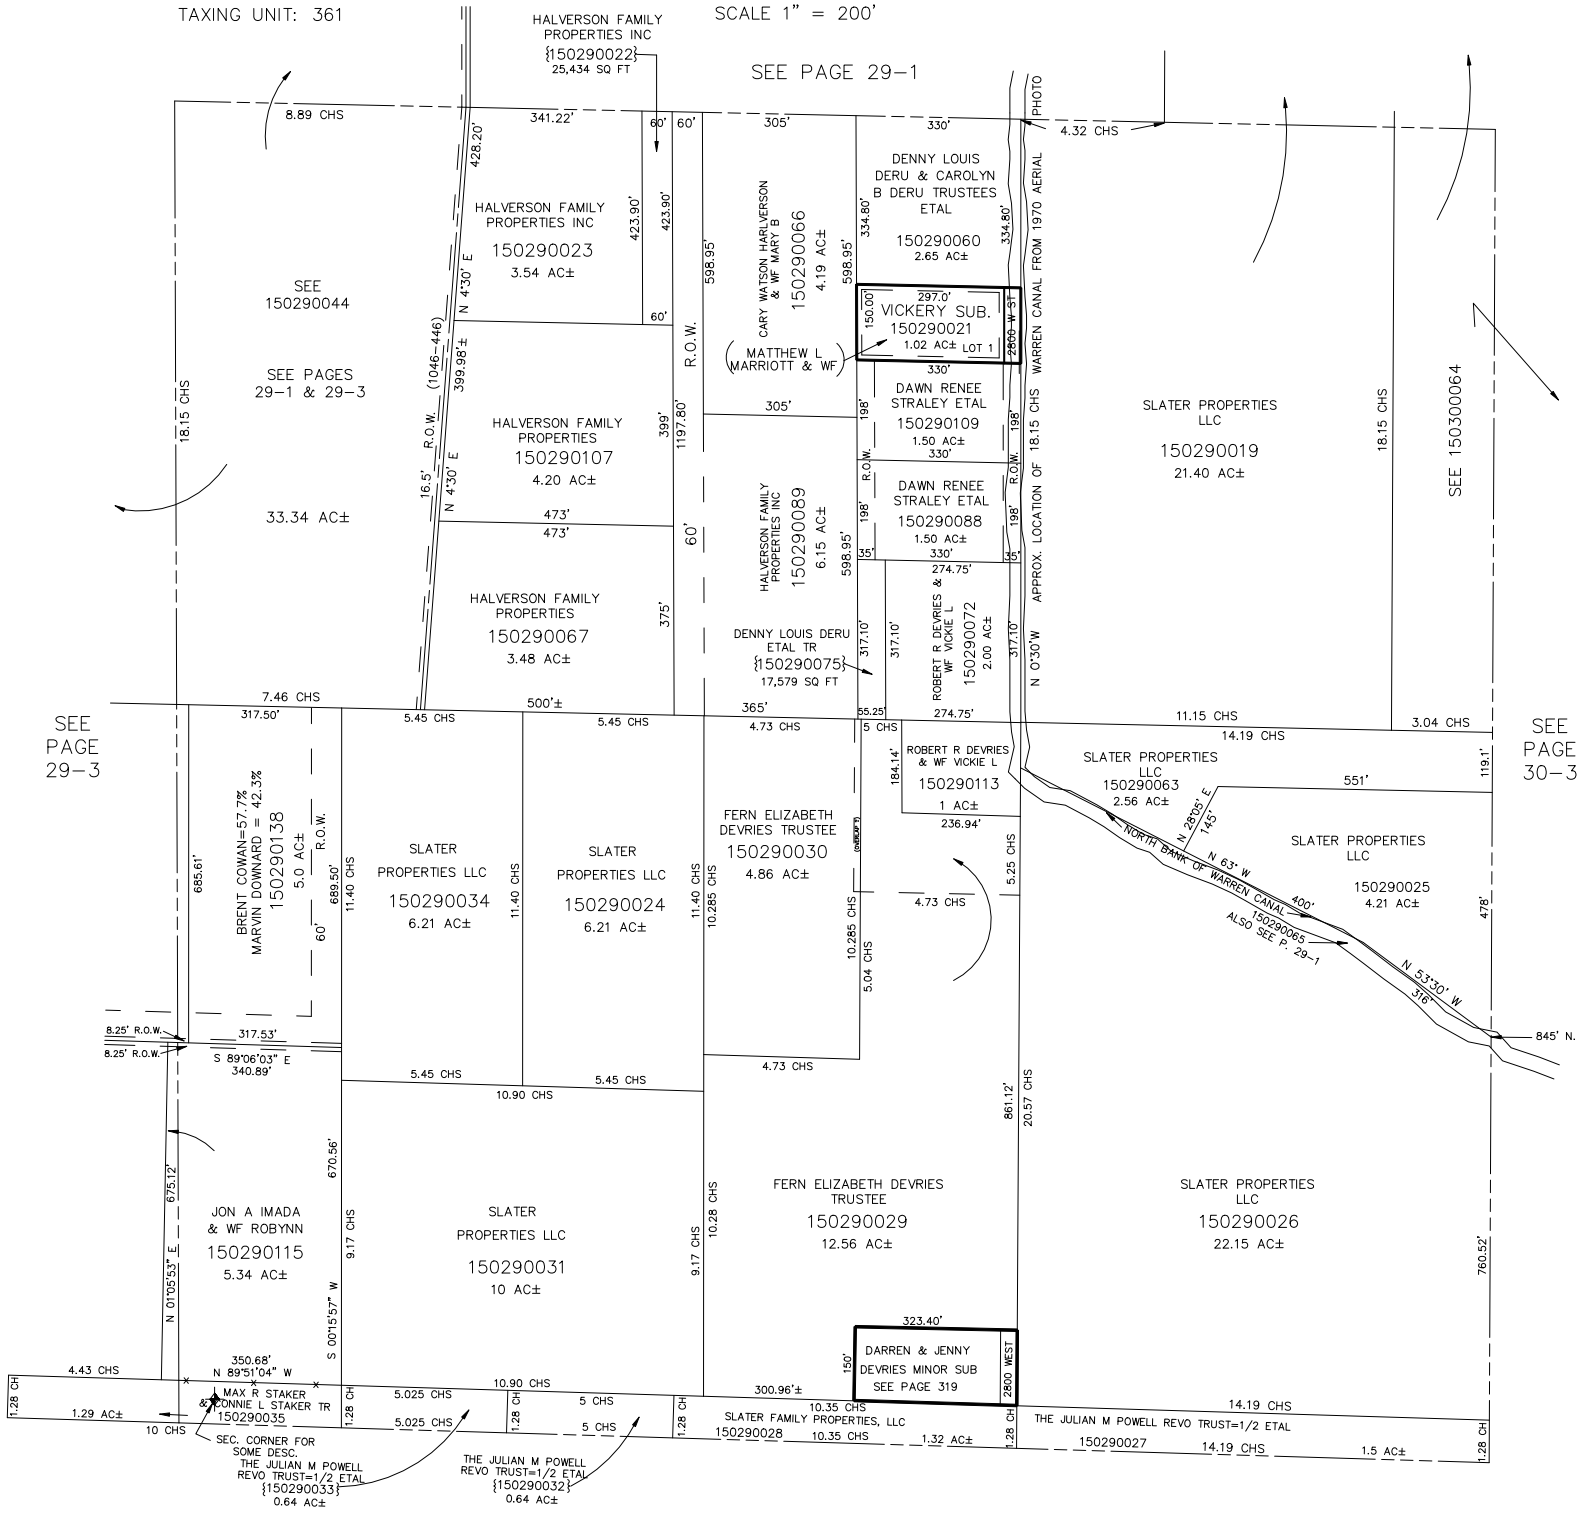 TAXING UNIT: 361
SCALE 1" = 200'
HALVERSON FAMILY
PROPERTIES INC
{150290022}
25,434 SQ FT
SEE PAGE 29-1
8.89 CHS
341.22'
60'
60'
305'
330'
4.32 CHS
428.20'
HALVERSON FAMILY
PROPERTIES INC
150290023
3.54 AC±
423.90'
423.90'
N 4°30' E
60'
598.95'
CARY WATSON HARLVERSON
& WF MARY B
150290066
4.19 AC±
598.95'
DENNY LOUIS
DERU & CAROLYN
B DERU TRUSTEES
ETAL
150290060
2.65 AC±
334.80'
334.80'
APPROX. LOCATION OF 18.15 CHS WARREN CANAL FROM 1970 AERIAL PHOTO
N 0°30'W
SEE
150290044
SEE PAGES
29-1 & 29-3
33.34 AC±
18.15 CHS
16.5' R.O.W. (1046-446)
399.98'±
N 4°30' E
HALVERSON FAMILY
PROPERTIES
150290107
4.20 AC±
399'
1197.80'
R.O.W.
60'
473'
473'
HALVERSON FAMILY
PROPERTIES
150290067
3.48 AC±
375'
297.0'
150.00'
VICKERY SUB.
150290021
1.02 AC±
LOT 1
2800 W ST
(MATTHEW L
MARRIOTT & WF)
330'
305'
DAWN RENEE
STRALEY ETAL
150290109
1.50 AC±
330'
198'
198'
R.O.W.
R.O.W.
DAWN RENEE
STRALEY ETAL
150290088
1.50 AC±
198'
198'
35'
330'
35'
HALVERSON FAMILY
PROPERTIES INC
150290089
6.15 AC±
598.95'
274.75'
ROBERT R DEVRIES &
WF VICKIE L
150290072
2.00 AC±
317.10'
317.10'
317.10'
DENNY LOUIS DERU
ETAL TR
{150290075}
17,579 SQ FT
SLATER PROPERTIES
LLC
150290019
21.40 AC±
18.15 CHS
SEE 150300064
7.46 CHS
500'±
365'
55.25'
274.75'
11.15 CHS
3.04 CHS
SEE
PAGE
29-3
317.50'
5.45 CHS
5.45 CHS
4.73 CHS
5 CHS
14.19 CHS
SEE
PAGE
30-3
119.1'
685.61'
BRENT COWAN=57.7%
MARVIN DOWNARD = 42.3%
150290138
5.0 AC±
60' R.O.W.
689.50'
11.40 CHS
SLATER
PROPERTIES LLC
150290034
6.21 AC±
11.40 CHS
SLATER
PROPERTIES LLC
150290024
6.21 AC±
11.40 CHS
10.285 CHS
FERN ELIZABETH
DEVRIES TRUSTEE
150290030
4.86 AC±
(OVERLAP ?)
10.285 CHS
5.04 CHS
184.14'
ROBERT R DEVRIES
& WF VICKIE L
150290113
1 AC±
236.94'
5.25 CHS
4.73 CHS
SLATER PROPERTIES
LLC
150290063
2.56 AC±
N 28°05' E
145'
551'
NORTH BANK OF WARREN CANAL
N 63° W
400'
150290065
ALSO SEE P. 29-1
SLATER PROPERTIES
LLC
150290025
4.21 AC±
478'
N 53°30' W
316'
845' N.
8.25' R.O.W.
8.25' R.O.W.
317.53'
S 89°06'03" E
340.89'
5.45 CHS
5.45 CHS
10.90 CHS
4.73 CHS
861.12'
20.57 CHS
675.12'
N 01°05'53" E
JON A IMADA
& WF ROBYNN
150290115
5.34 AC±
670.56'
S 00°15'57" W
9.17 CHS
SLATER
PROPERTIES LLC
150290031
10 AC±
9.17 CHS
10.28 CHS
FERN ELIZABETH DEVRIES
TRUSTEE
150290029
12.56 AC±
SLATER PROPERTIES
LLC
150290026
22.15 AC±
760.52'
323.40'
150'
DARREN & JENNY
DEVRIES MINOR SUB
SEE PAGE 319
2800 WEST
4.43 CHS
350.68'
N 89°51'04" W
10.90 CHS
300.96'±
10.35 CHS
14.19 CHS
1.28 CH
1.29 AC±
10 CHS
MAX R STAKER
& CONNIE L STAKER TR
150290035
1.28 CH
5.025 CHS
5.025 CHS
1.28 CH
5 CHS
5 CHS
1.28 CH
SLATER FAMILY PROPERTIES, LLC
150290028
10.35 CHS
1.32 AC±
1.28 CH
THE JULIAN M POWELL REVO TRUST=1/2 ETAL
150290027
14.19 CHS
1.5 AC±
1.28 CH
SEC. CORNER FOR
SOME DESC.
THE JULIAN M POWELL
REVO TRUST=1/2 ETAL
{150290033}
0.64 AC±
THE JULIAN M POWELL
REVO TRUST=1/2 ETAL
{150290032}
0.64 AC±